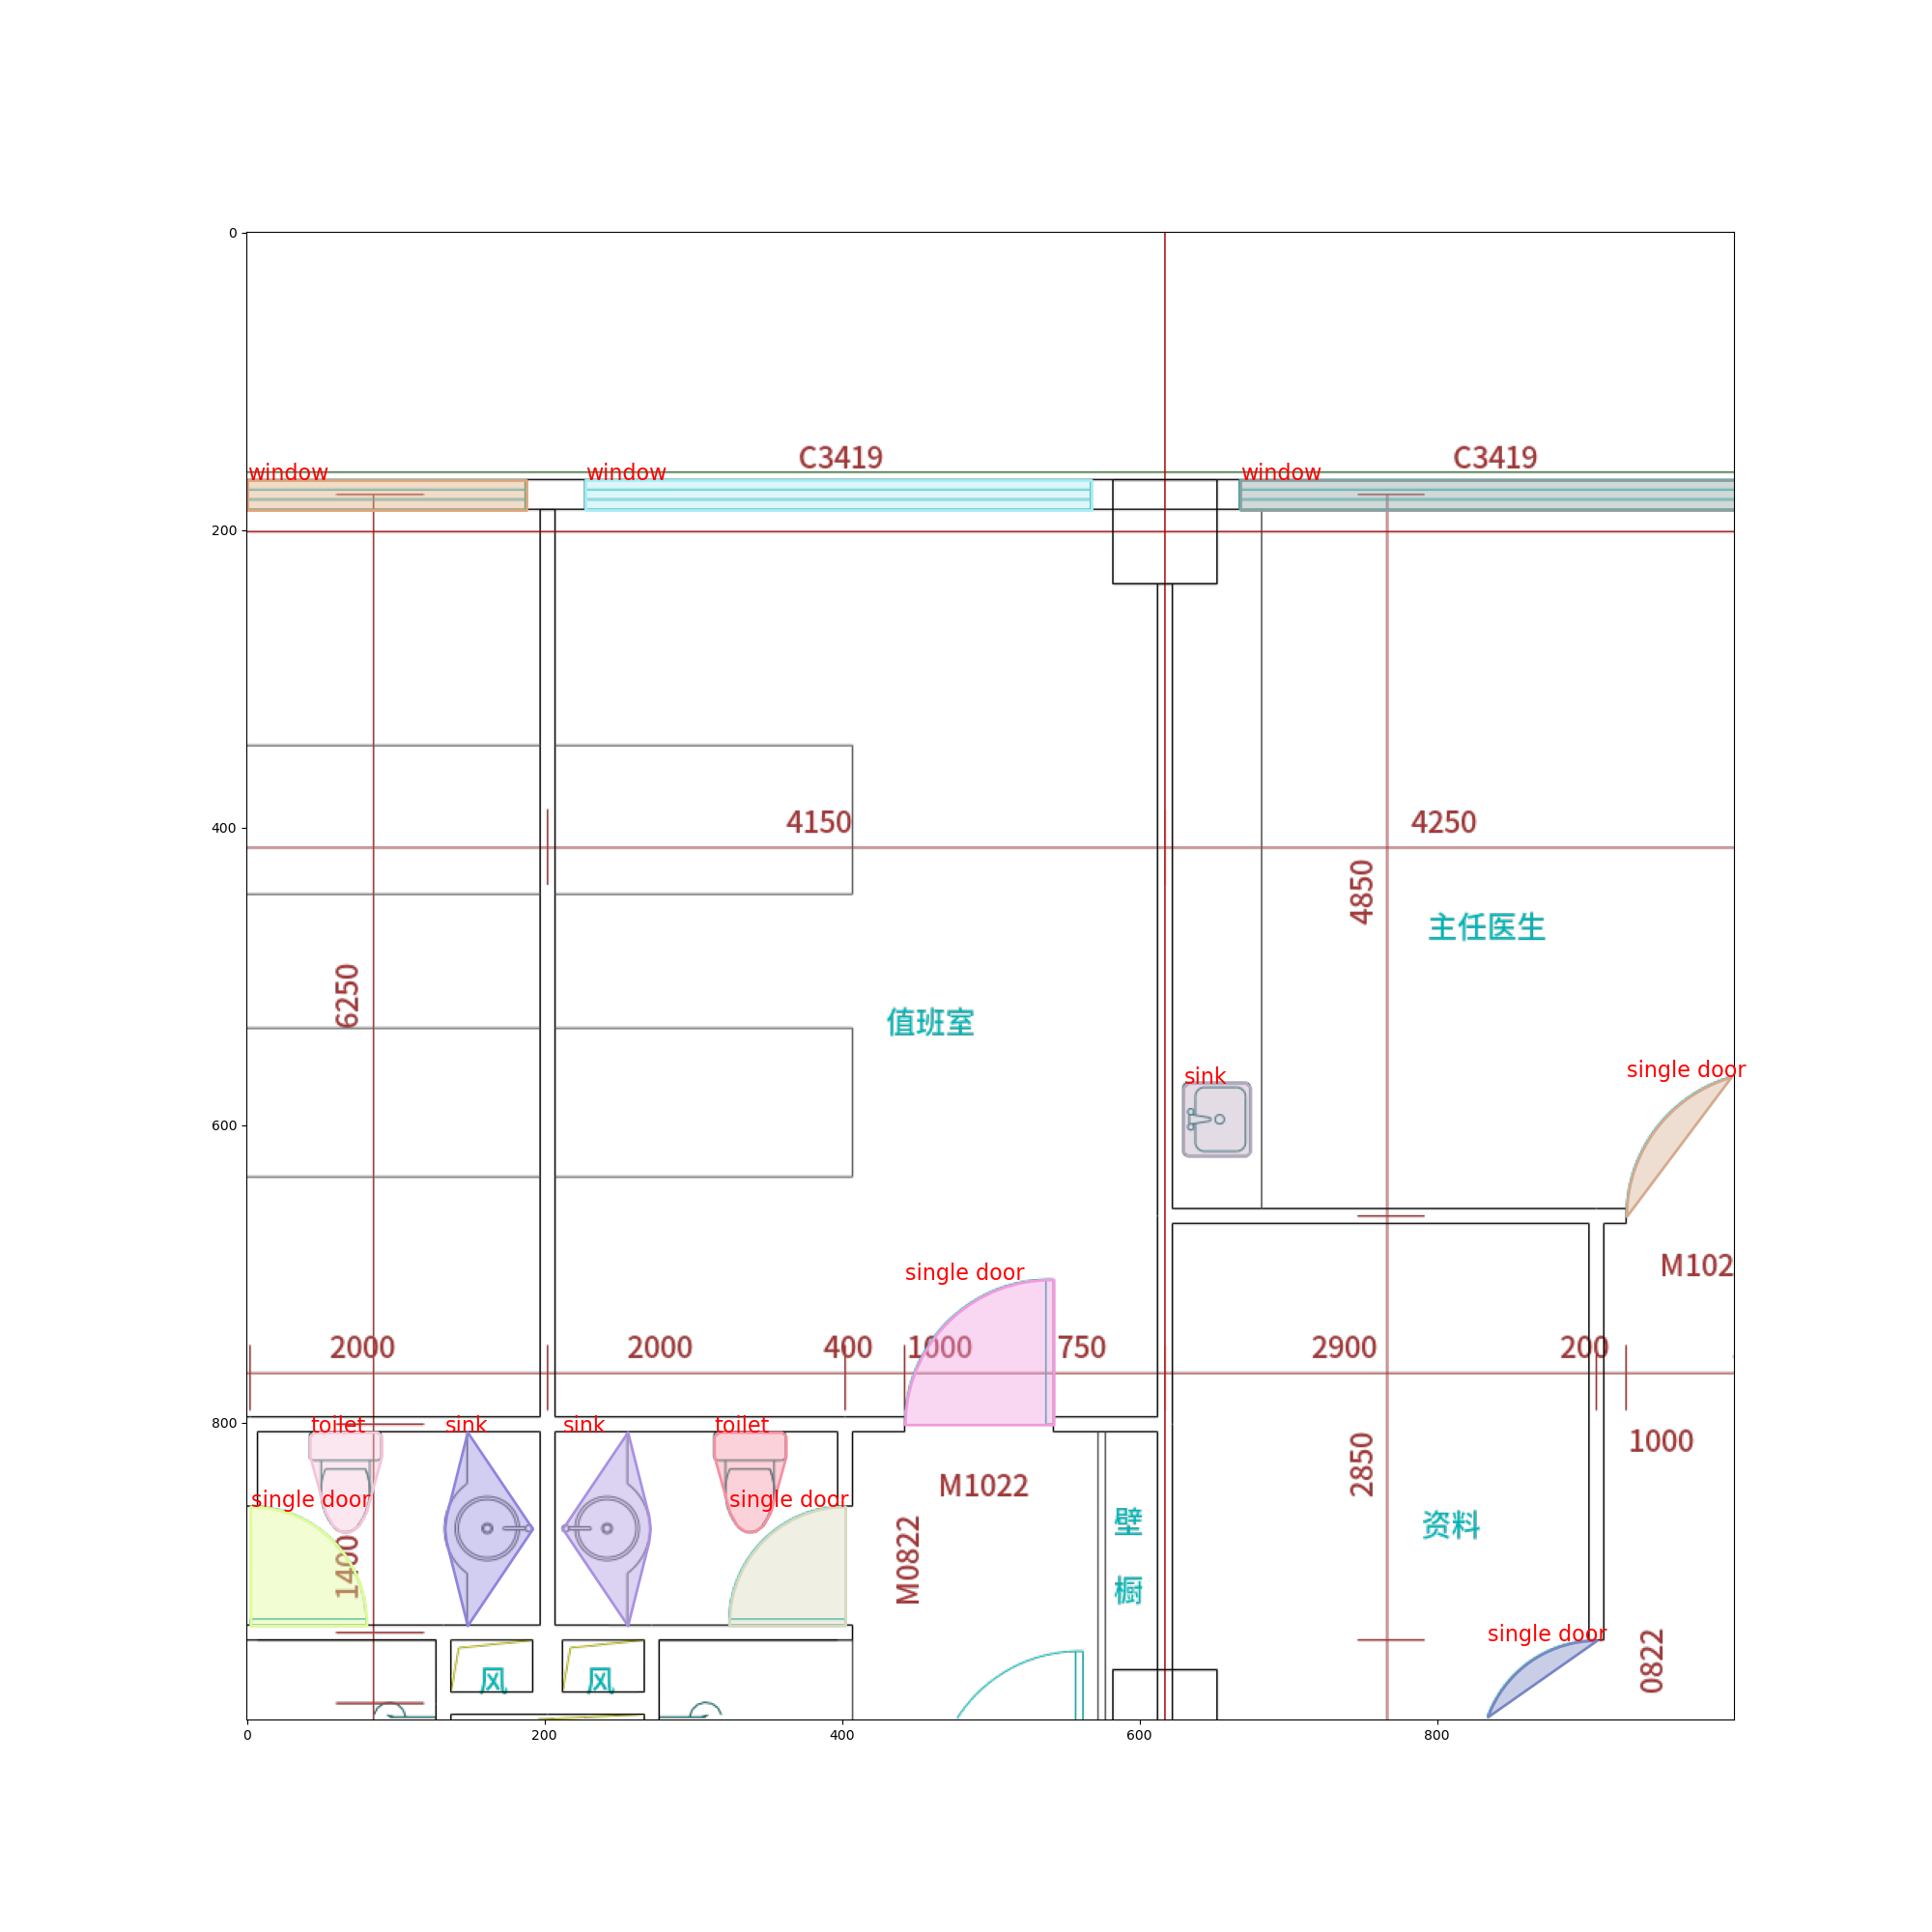 0
C3419
C3419
window
window
window
200
400
4150
4250
4850
主任医生
6250
值班室
600
single door
sink
M102
single door
2000
2000
400
1000
750
2900
200
800
toilet
sink
sink
toilet
1000
2850
M1022
single door
single door
壁
资料
1400
M0822
橱
single door
0822
风
风
0
200
400
600
800